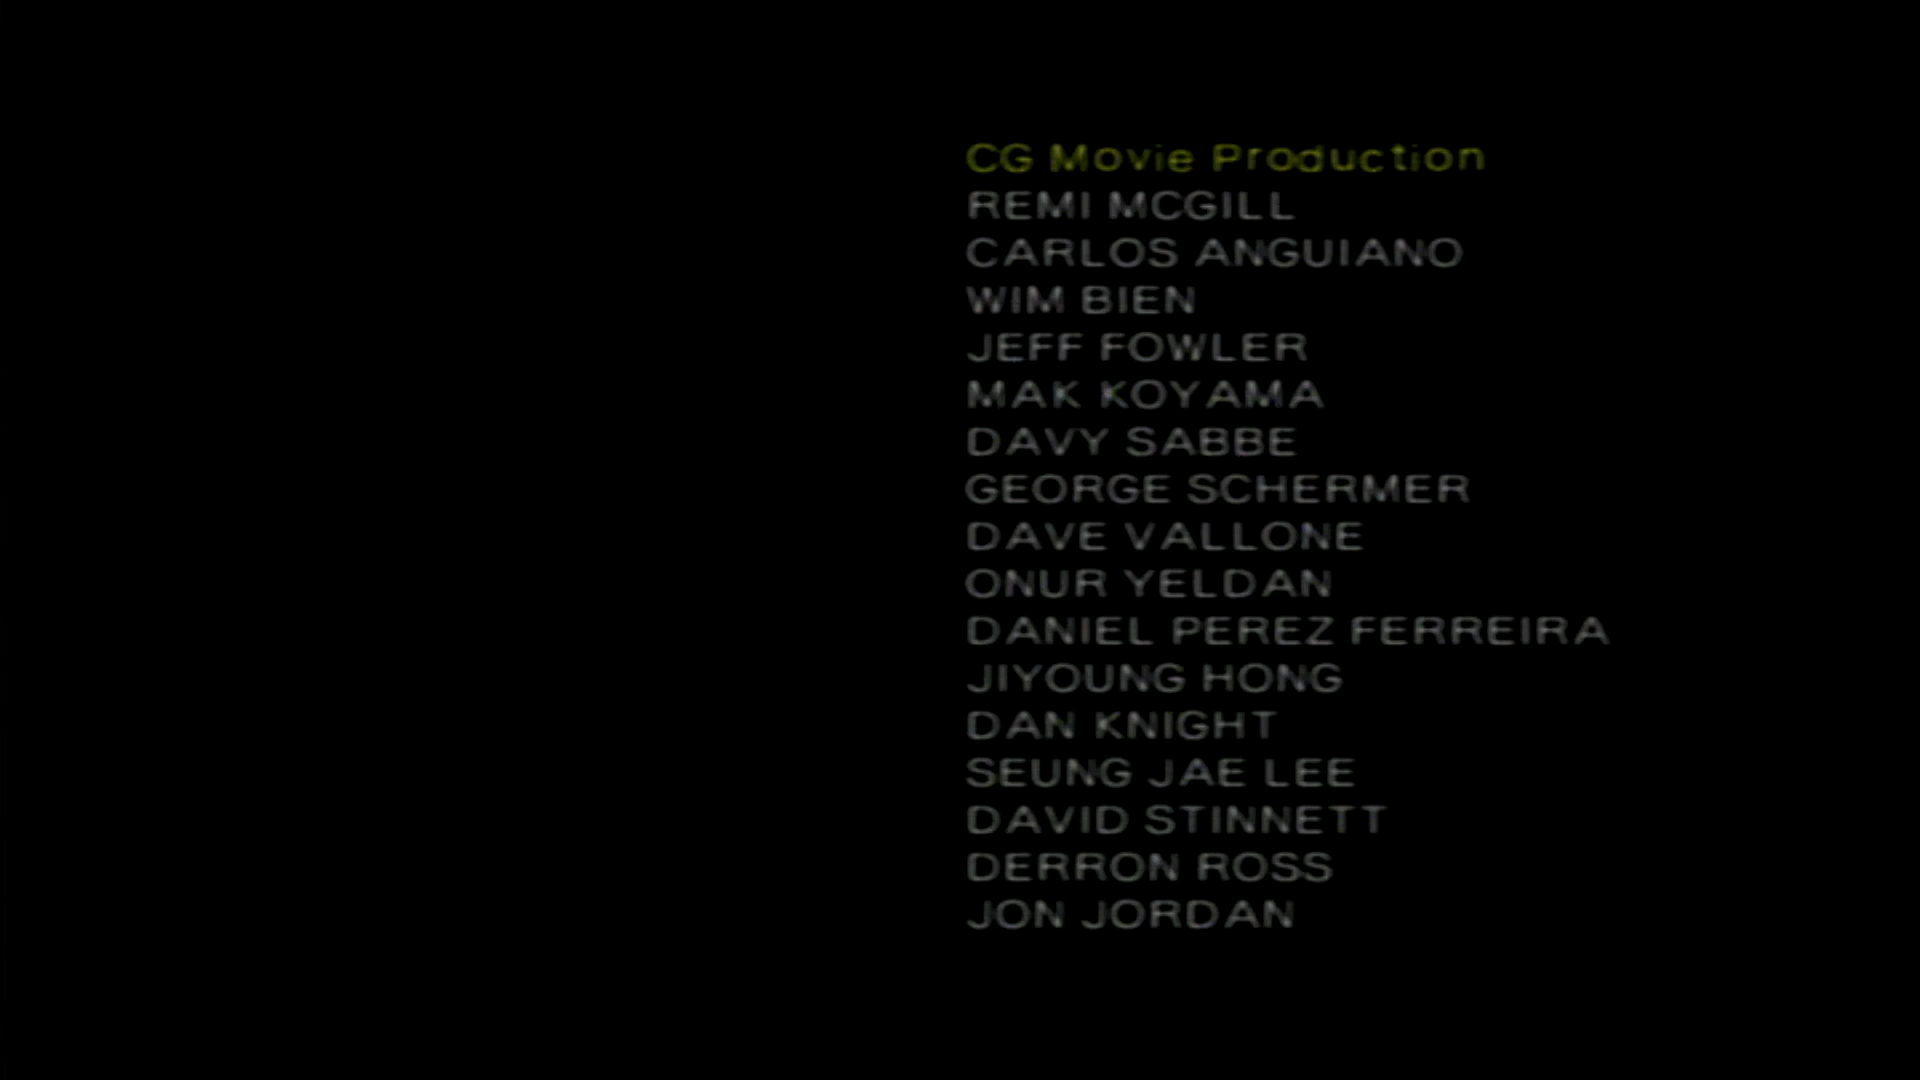 CG Movie Production
REMI MCGILL
CARLOS ANGUIANO
WIM BIEN
JEFF FOWLER
MAK KOYAMA
DAVY SABBE
GEORGE SCHERMER
DAVE VALLONE
ONUR YELDAN
DANIEL PEREZ FERREIRA
JIYOUNG HONG
DAN KNIGHT
SEUNG JAE LEE
DAVID STINNETT
DERRON ROSS
JON JORDAN